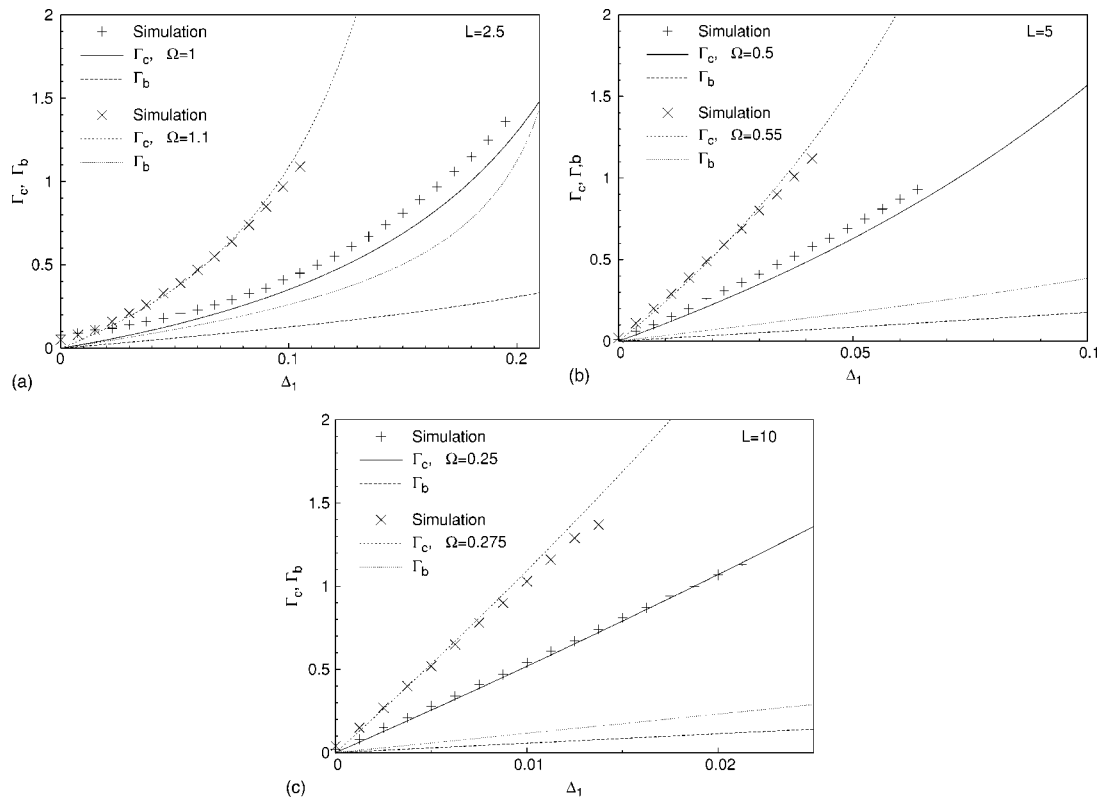 2
1.5
1
0.5
0
Γc, Γb
Simulation
Γc, Ω=1
Γb
Simulation
Γc, Ω=1.1
Γb
L=2.5
0
0.1
0.2
Δ1
(a)
2
1.5
1
0.5
0
Γc, Γ,b
Simulation
Γc, Ω=0.5
Γb
Simulation
Γc, Ω=0.55
Γb
L=5
0
0.05
0.1
Δ1
(b)
2
1.5
1
0.5
0
Γc, Γb
Simulation
Γc, Ω=0.25
Γb
Simulation
Γc, Ω=0.275
Γb
L=10
0
0.01
0.02
Δ1
(c)